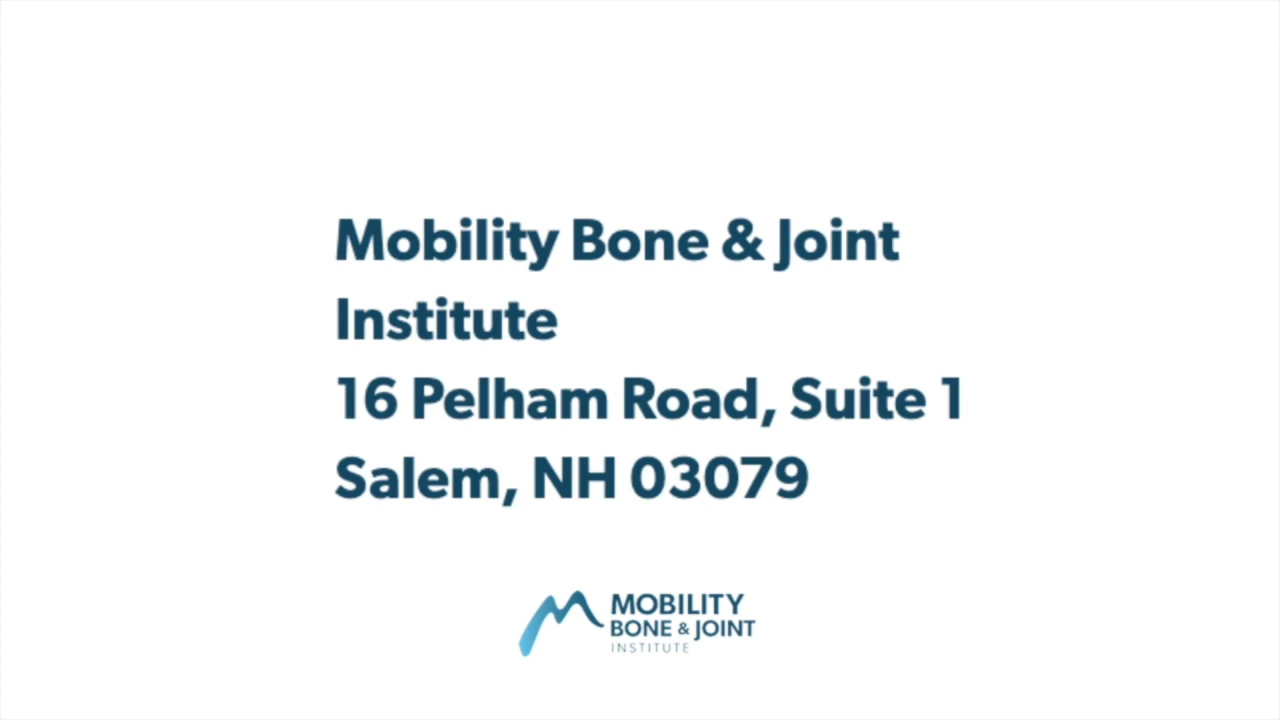 Mobility Bone & Joint
Institute
16 Pelham Road, Suite 1
Salem, NH 03079
MOBILITY
BONE & JOINT
INSTITUTE